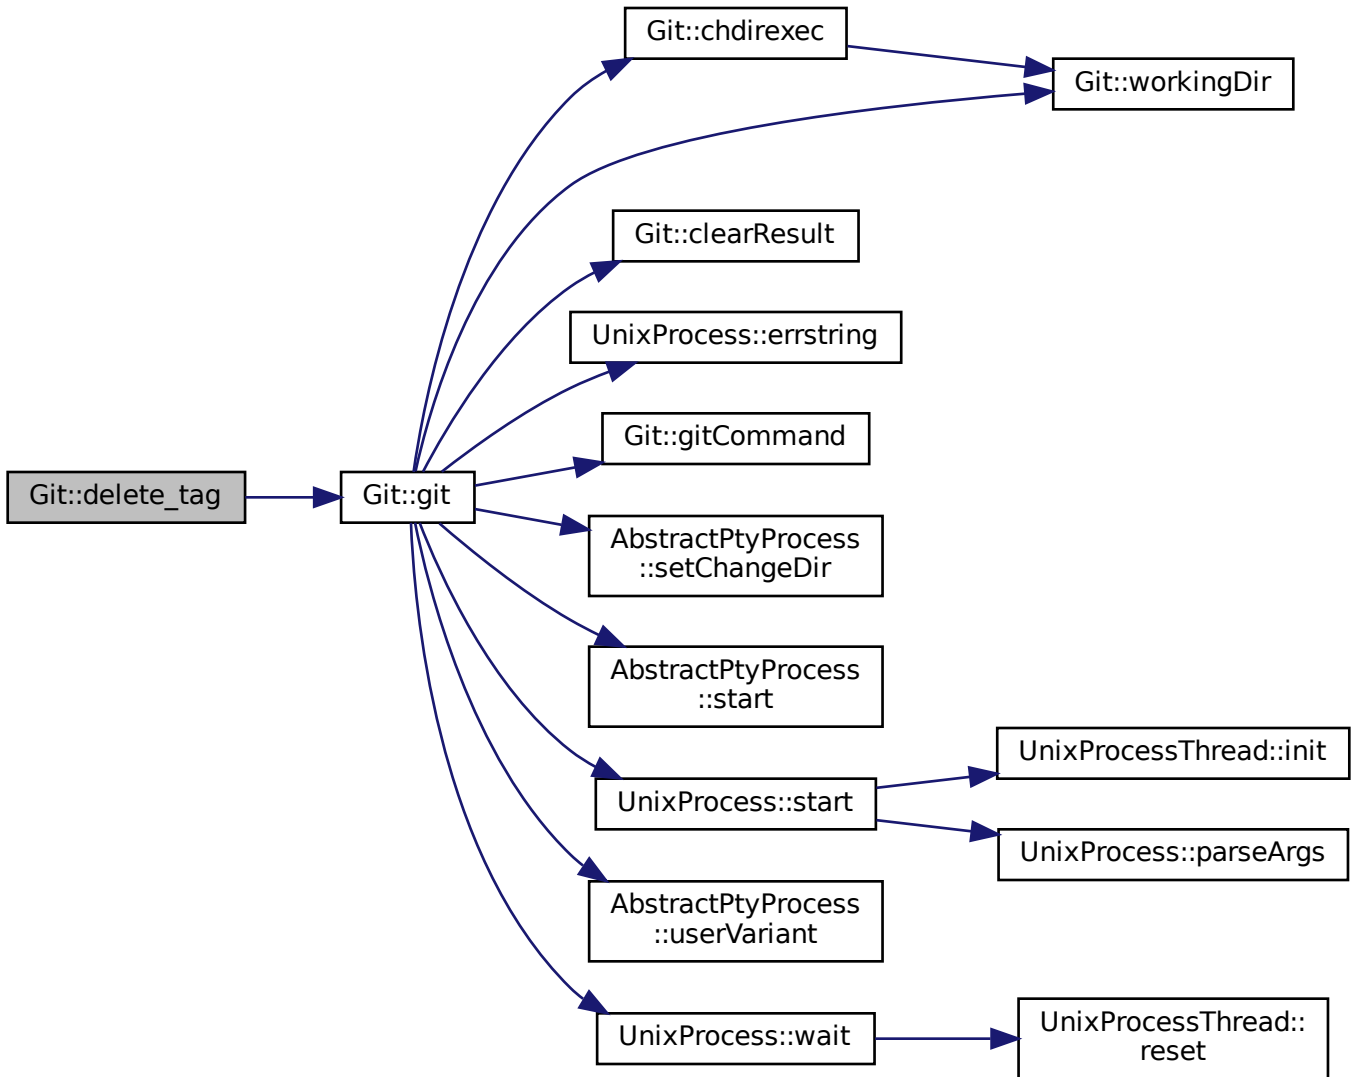 Git::chdirexec
Git::workingDir
Git::clearResult
UnixProcess::errstring
Git::gitCommand
Git::delete_tag
Git::git
AbstractPtyProcess
::setChangeDir
AbstractPtyProcess
::start
UnixProcessThread::init
UnixProcess::start
UnixProcess::parseArgs
AbstractPtyProcess
::userVariant
UnixProcess::wait
UnixProcessThread::
reset